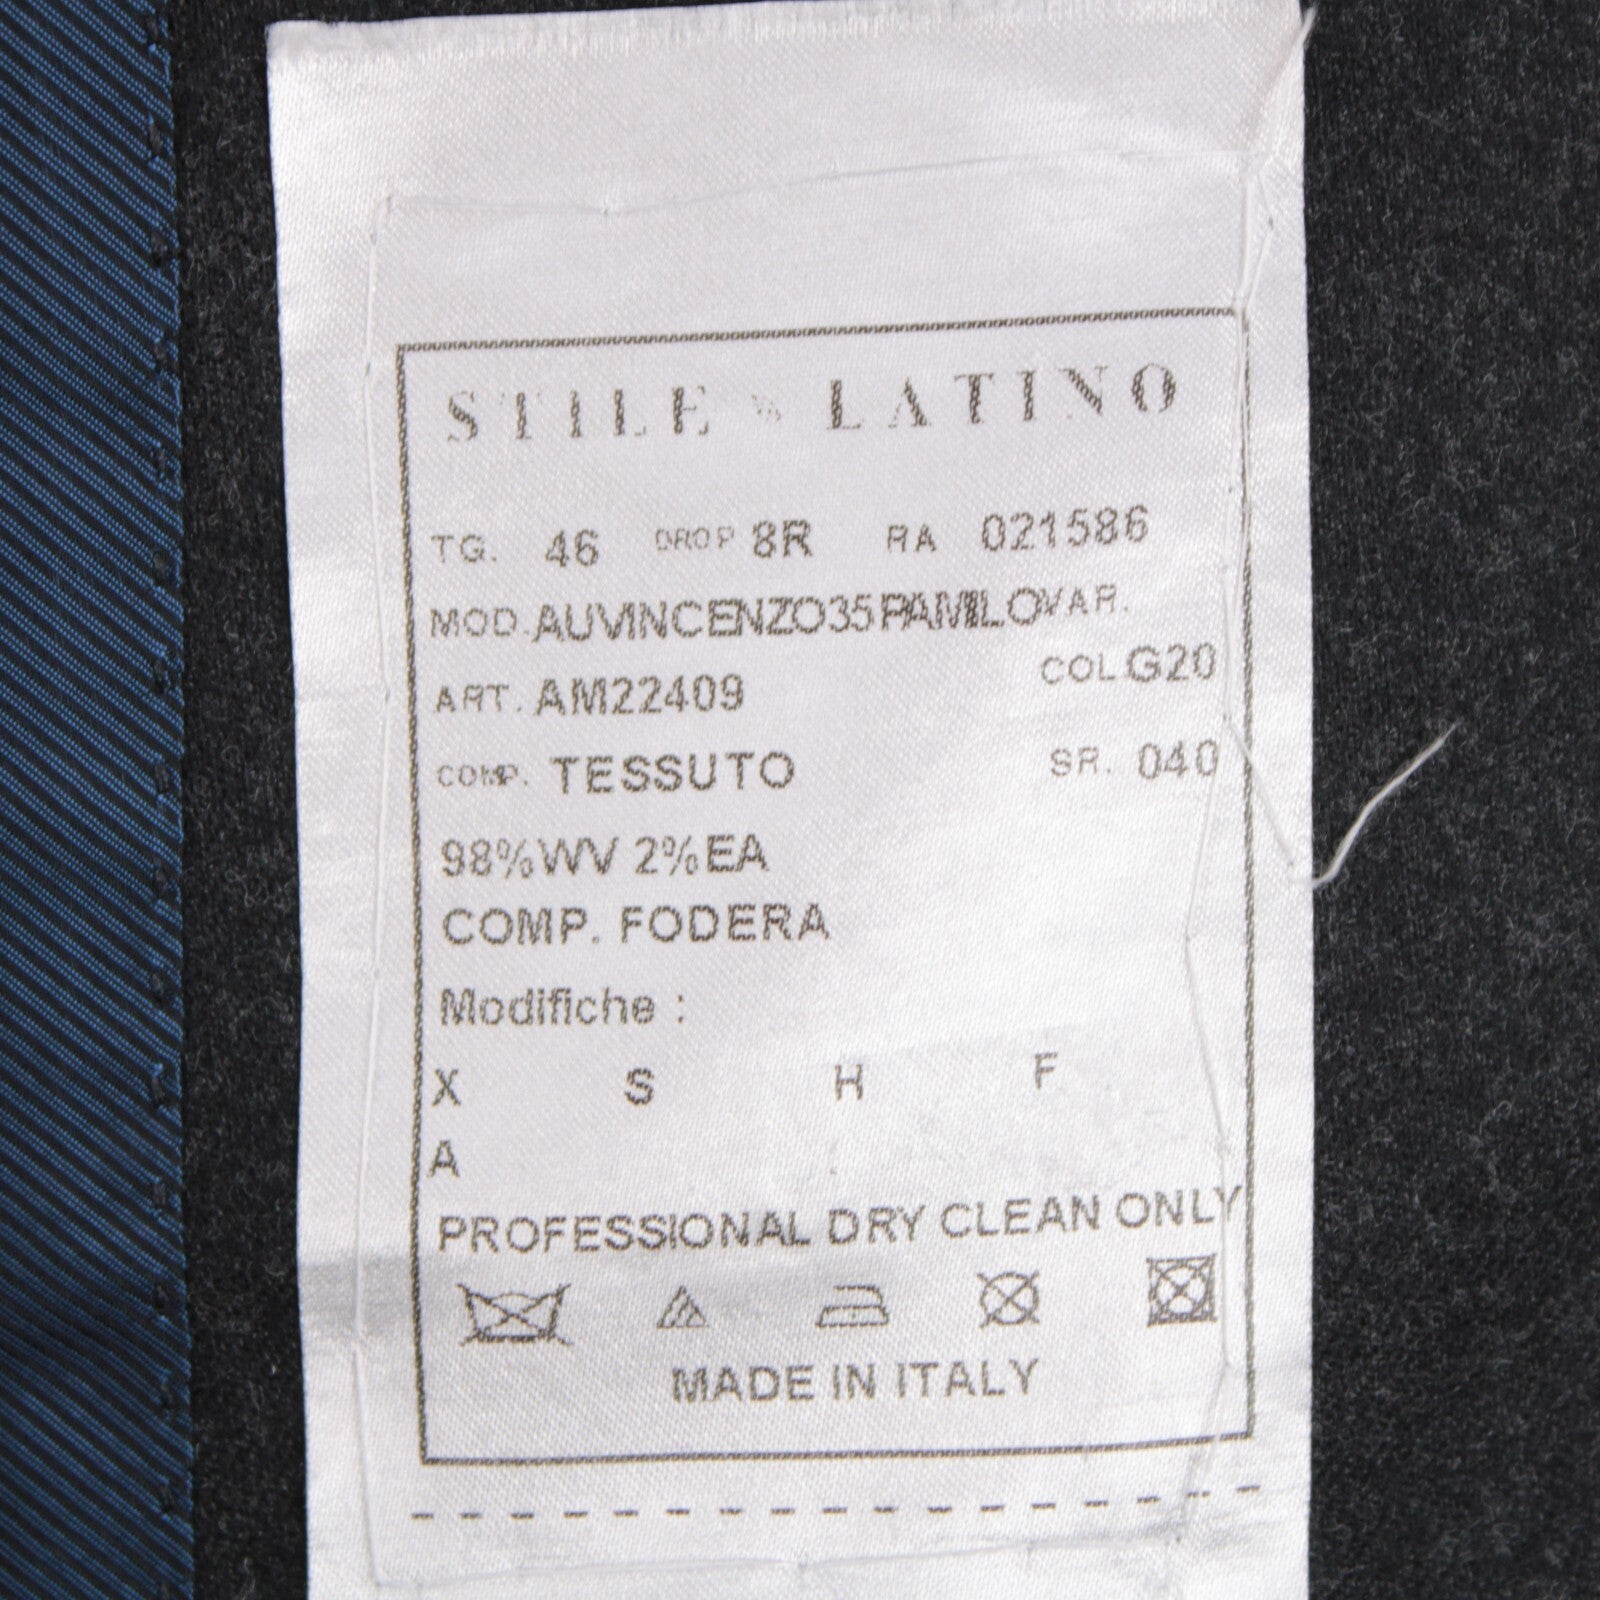 STILE LATINO
TG. 46 DROP 8R RA 021586
MOD. AUVINCENZO35PAMILO VAR.
ART. AM22409 COL. G20
COMP. TESSUTO SR. 040
98%WV 2%EA
COMP. FODERA
Modifiche :
X S H F
A
PROFESSIONAL DRY CLEAN ONLY
MADE IN ITALY